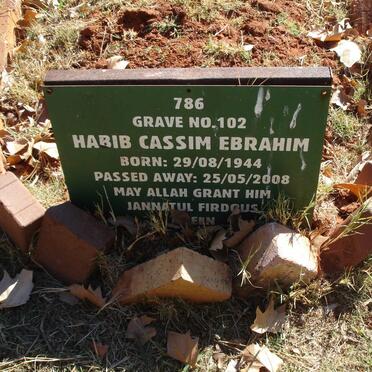 786
GRAVE NO.102
HABIB CASSIM EBRAHIM
BORN: 29/08/1944
PASSED AWAY: 25/05/2008
MAY ALLAH GRANT HIM
JANNATUL FIRDOUS